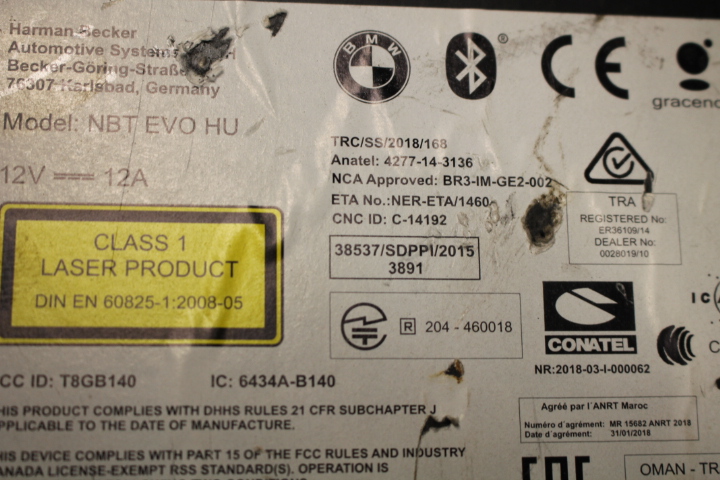 Harman Becker
Automotive Systems
Becker-Göring-Straße
76307 Karlsbad, Germany
Model: NBT EVO HU
12V 12A
CLASS 1
LASER PRODUCT
DIN EN 60825-1:2008-05
CC ID: T8GB140 IC: 6434A-B140
HIS PRODUCT COMPLIES WITH DHHS RULES 21 CFR SUBCHAPTER J
PPLICABLE TO THE DATE OF MANUFACTURE.
HIS DEVICE COMPLIES WITH PART 15 OF THE FCC RULES AND INDUSTRY
ANADA LICENSE-EXEMPT RSS STANDARD(S). OPERATION IS
BMW
®
CE
graceno
TRC/SS/2018/168
Anatel: 4277-14-3136
NCA Approved: BR3-IM-GE2-002
ETA No.:NER-ETA/1460
CNC ID: C-14192
38537/SDPPI/2015
3891
R 204-460018
TRA
REGISTERED No:
ER36109/14
DEALER No:
0028019/10
CONATEL
NR:2018-03-I-000062
IC
C
Agréé par l'ANRT Maroc
Numéro d'agrément: MR 15682 ANRT 2018
Date d'agrément: 31/01/2018
OMAN - TR